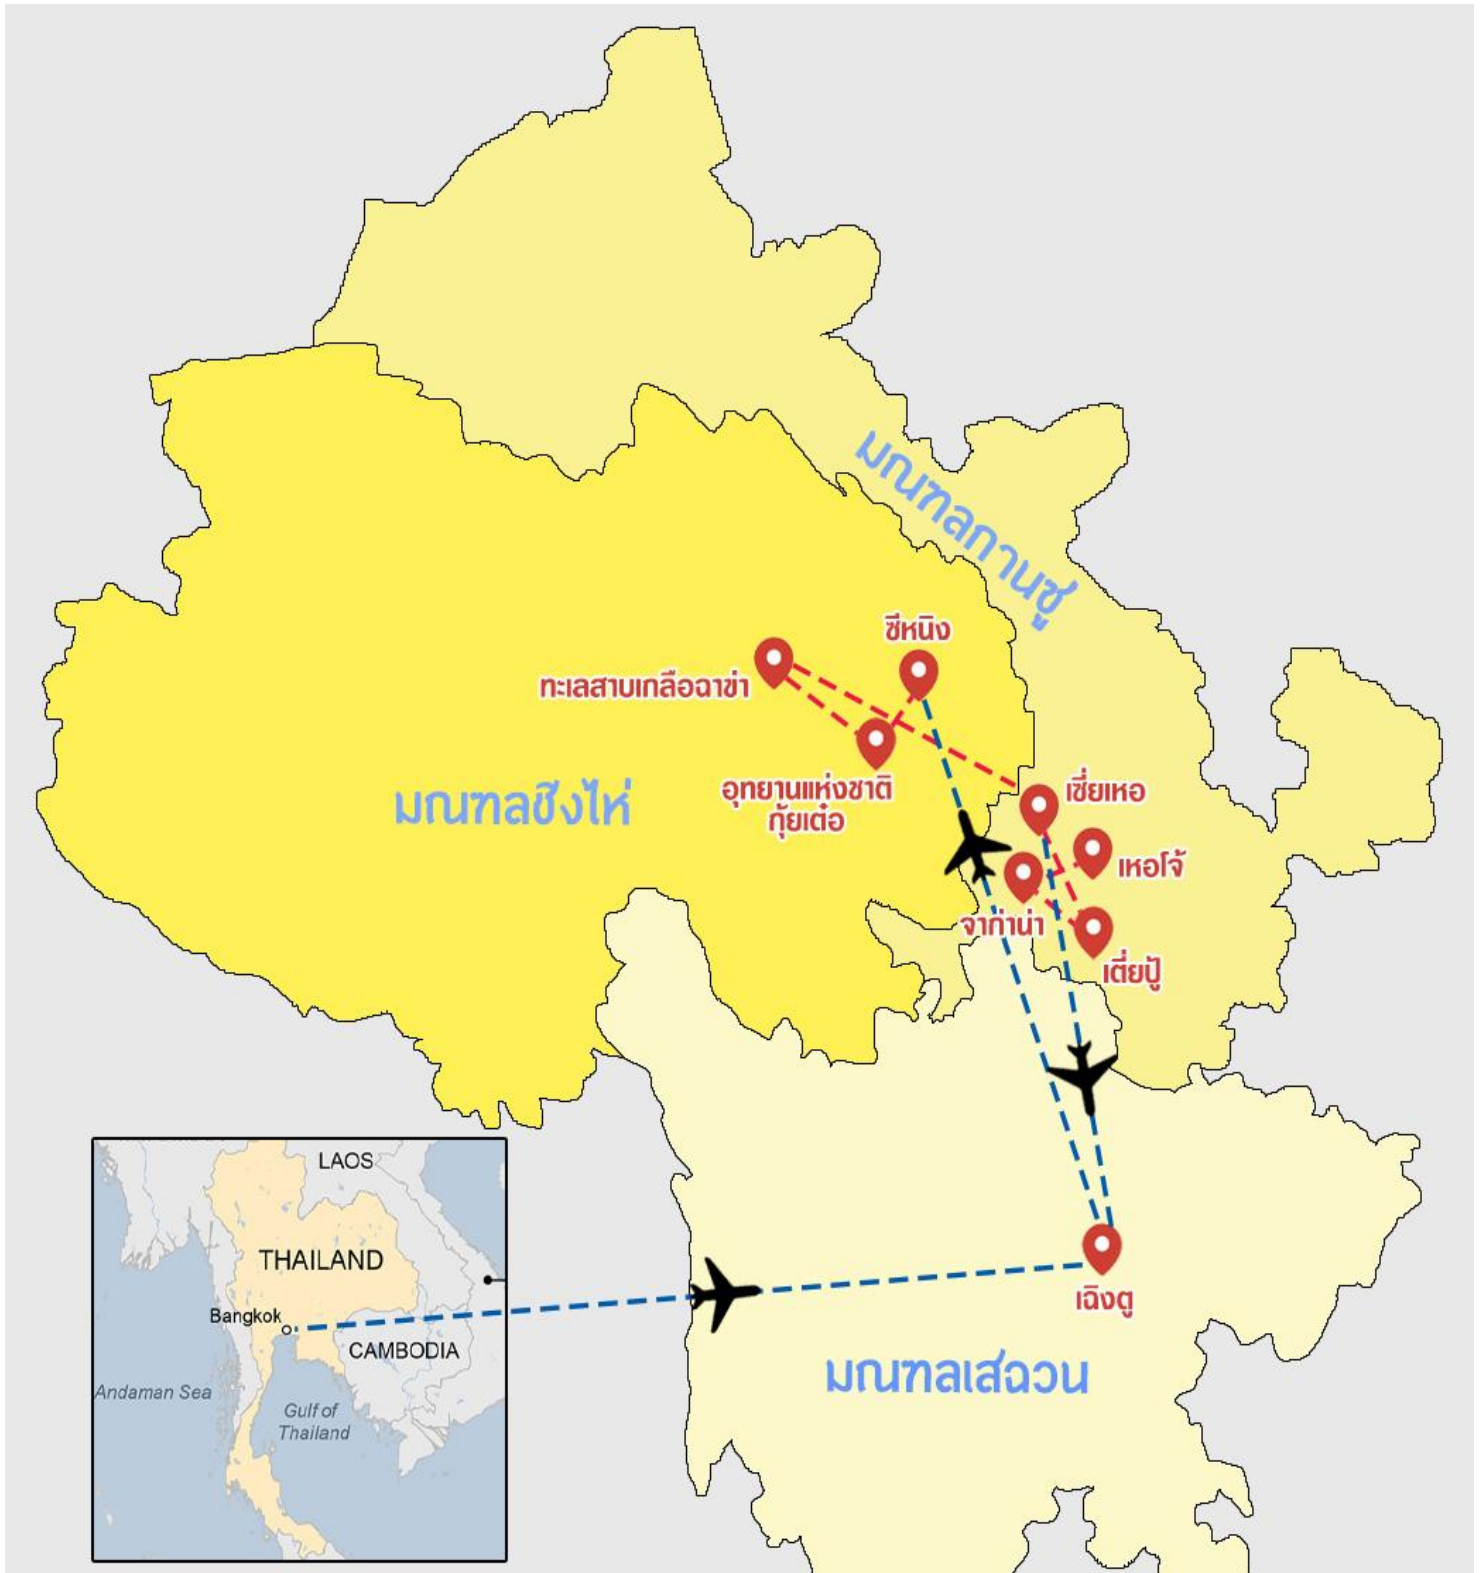 มณฑลกานซู
ซีหนิง
ทะเลสาบเกลือฉาข่า
มณฑลชิงไห่
อุทยานแห่งชาติ
กุ้ยเต๋อ
เซี่ยเหอ
เหอโจ้
จาก่าน่า
เตี่ยปู้
LAOS
THAILAND
Bangkok
CAMBODIA
Andaman Sea
Gulf of
Thailand
เฉิงตู
มณฑลเสฉวน